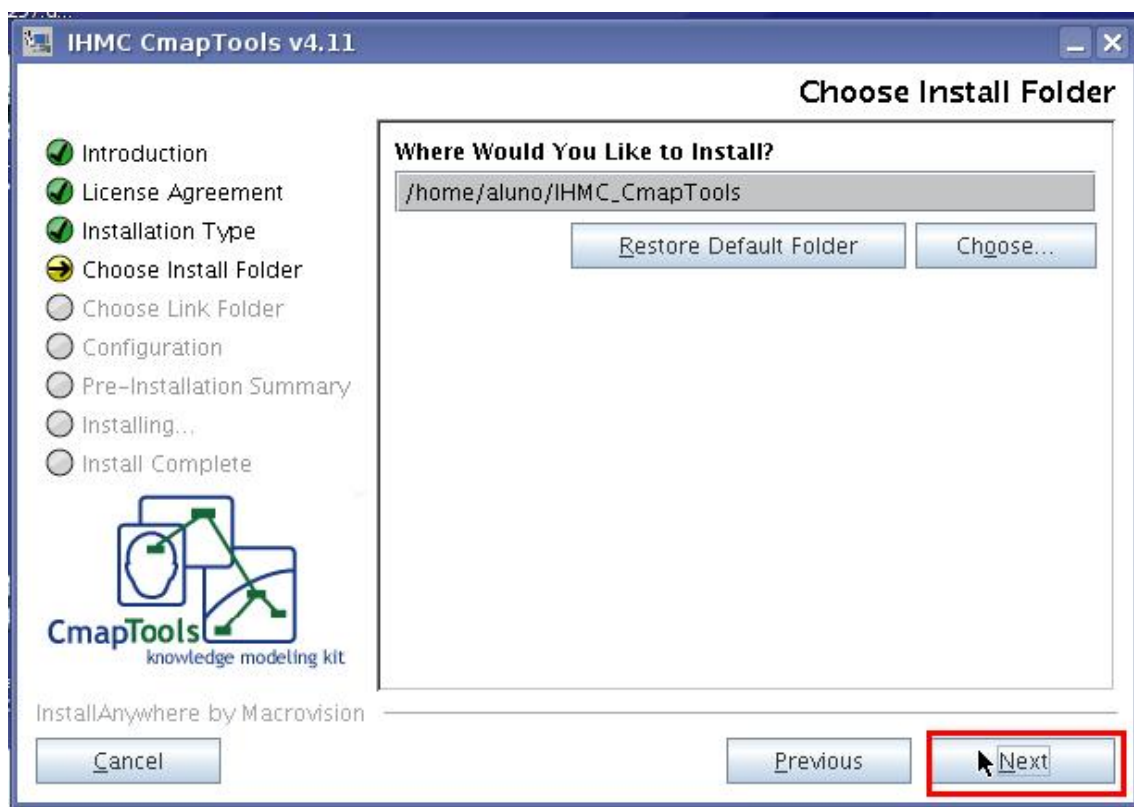 IHMC CmapTools v4.11
Choose Install Folder
Introduction
License Agreement
Installation Type
Choose Install Folder
Choose Link Folder
Configuration
Pre-Installation Summary
Installing...
Install Complete
Where Would You Like to Install?
/home/aluno/IHMC_CmapTools
Restore Default Folder
Choose...
CmapTools
knowledge modeling kit
InstallAnywhere by Macrovision
Cancel
Previous
Next